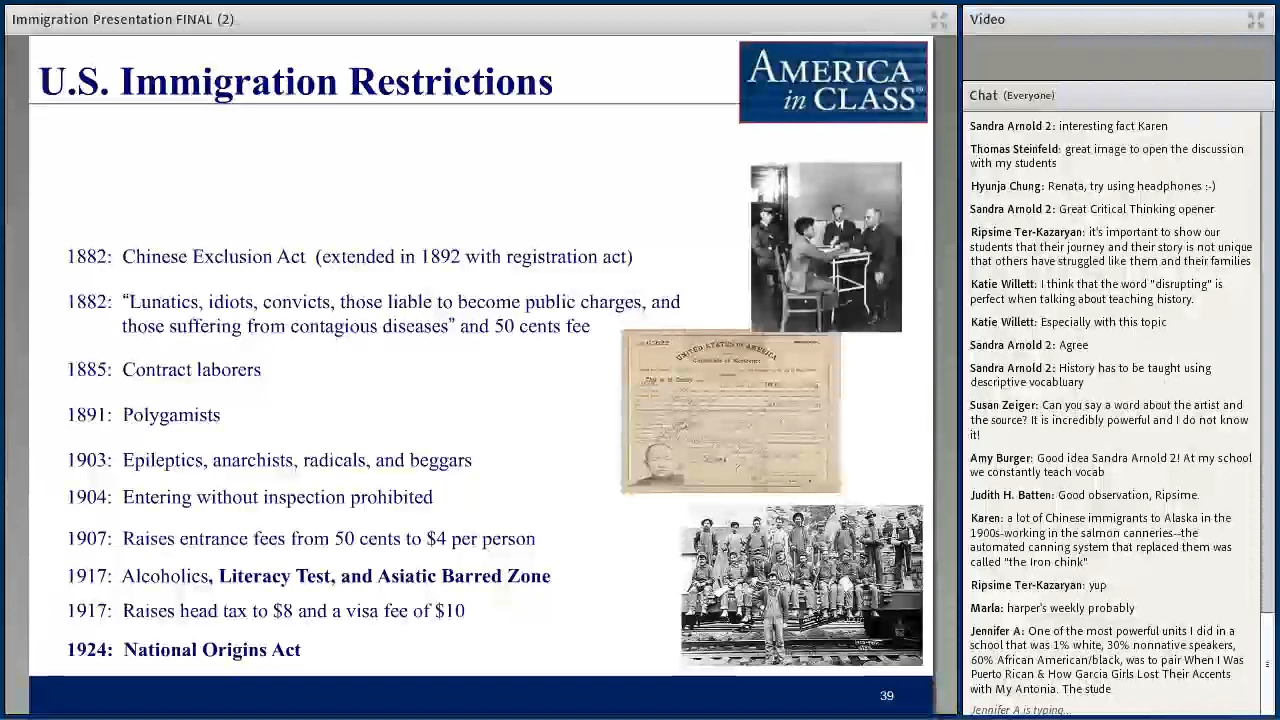 Immigration Presentation FINAL (2)
U.S. Immigration Restrictions
AMERICA
in CLASS®
1882: Chinese Exclusion Act (extended in 1892 with registration act)
1882: “Lunatics, idiots, convicts, those liable to become public charges, and
those suffering from contagious diseases” and 50 cents fee
1885: Contract laborers
1891: Polygamists
1903: Epileptics, anarchists, radicals, and beggars
1904: Entering without inspection prohibited
1907: Raises entrance fees from 50 cents to $4 per person
1917: Alcoholics, Literacy Test, and Asiatic Barred Zone
1917: Raises head tax to $8 and a visa fee of $10
1924: National Origins Act
UNITED STATES OF AMERICA
Certificate of Residence
39
Video
Chat (Everyone)
Sandra Arnold 2: interesting fact Karen
Thomas Steinfeld: great image to open the discussion
with my students
Hyunja Chung: Renata, try using headphones :-)
Sandra Arnold 2: Great Critical Thinking opener
Ripsime Ter-Kazaryan: it's important to show our
students that their journey and their story is not unique
that others have struggled like them and their families
Katie Willett: I think that the word "disrupting" is
perfect when talking about teaching history.
Katie Willett: Especially with this topic
Sandra Arnold 2: Agree
Sandra Arnold 2: History has to be taught using
descriptive vocabluary
Susan Zeiger: Can you say a word about the artist and
the source? It is incredibly powerful and I do not know
it!
Amy Burger: Good idea Sandra Arnold 2! At my school
we constantly teach vocab
Judith H. Batten: Good observation, Ripsime.
Karen: a lot of Chinese immigrants to Alaska in the
1900s-working in the salmon canneries--the
automated canning system that replaced them was
called "the Iron chink"
Ripsime Ter-Kazaryan: yup
Marla: harper's weekly probably
Jennifer A: One of the most powerful units I did in a
school that was 1% white, 30% nonnative speakers,
60% African American/black, was to pair When I Was
Puerto Rican & How Garcia Girls Lost Their Accents
with My Antonia. The stude
Jennifer A is typing...